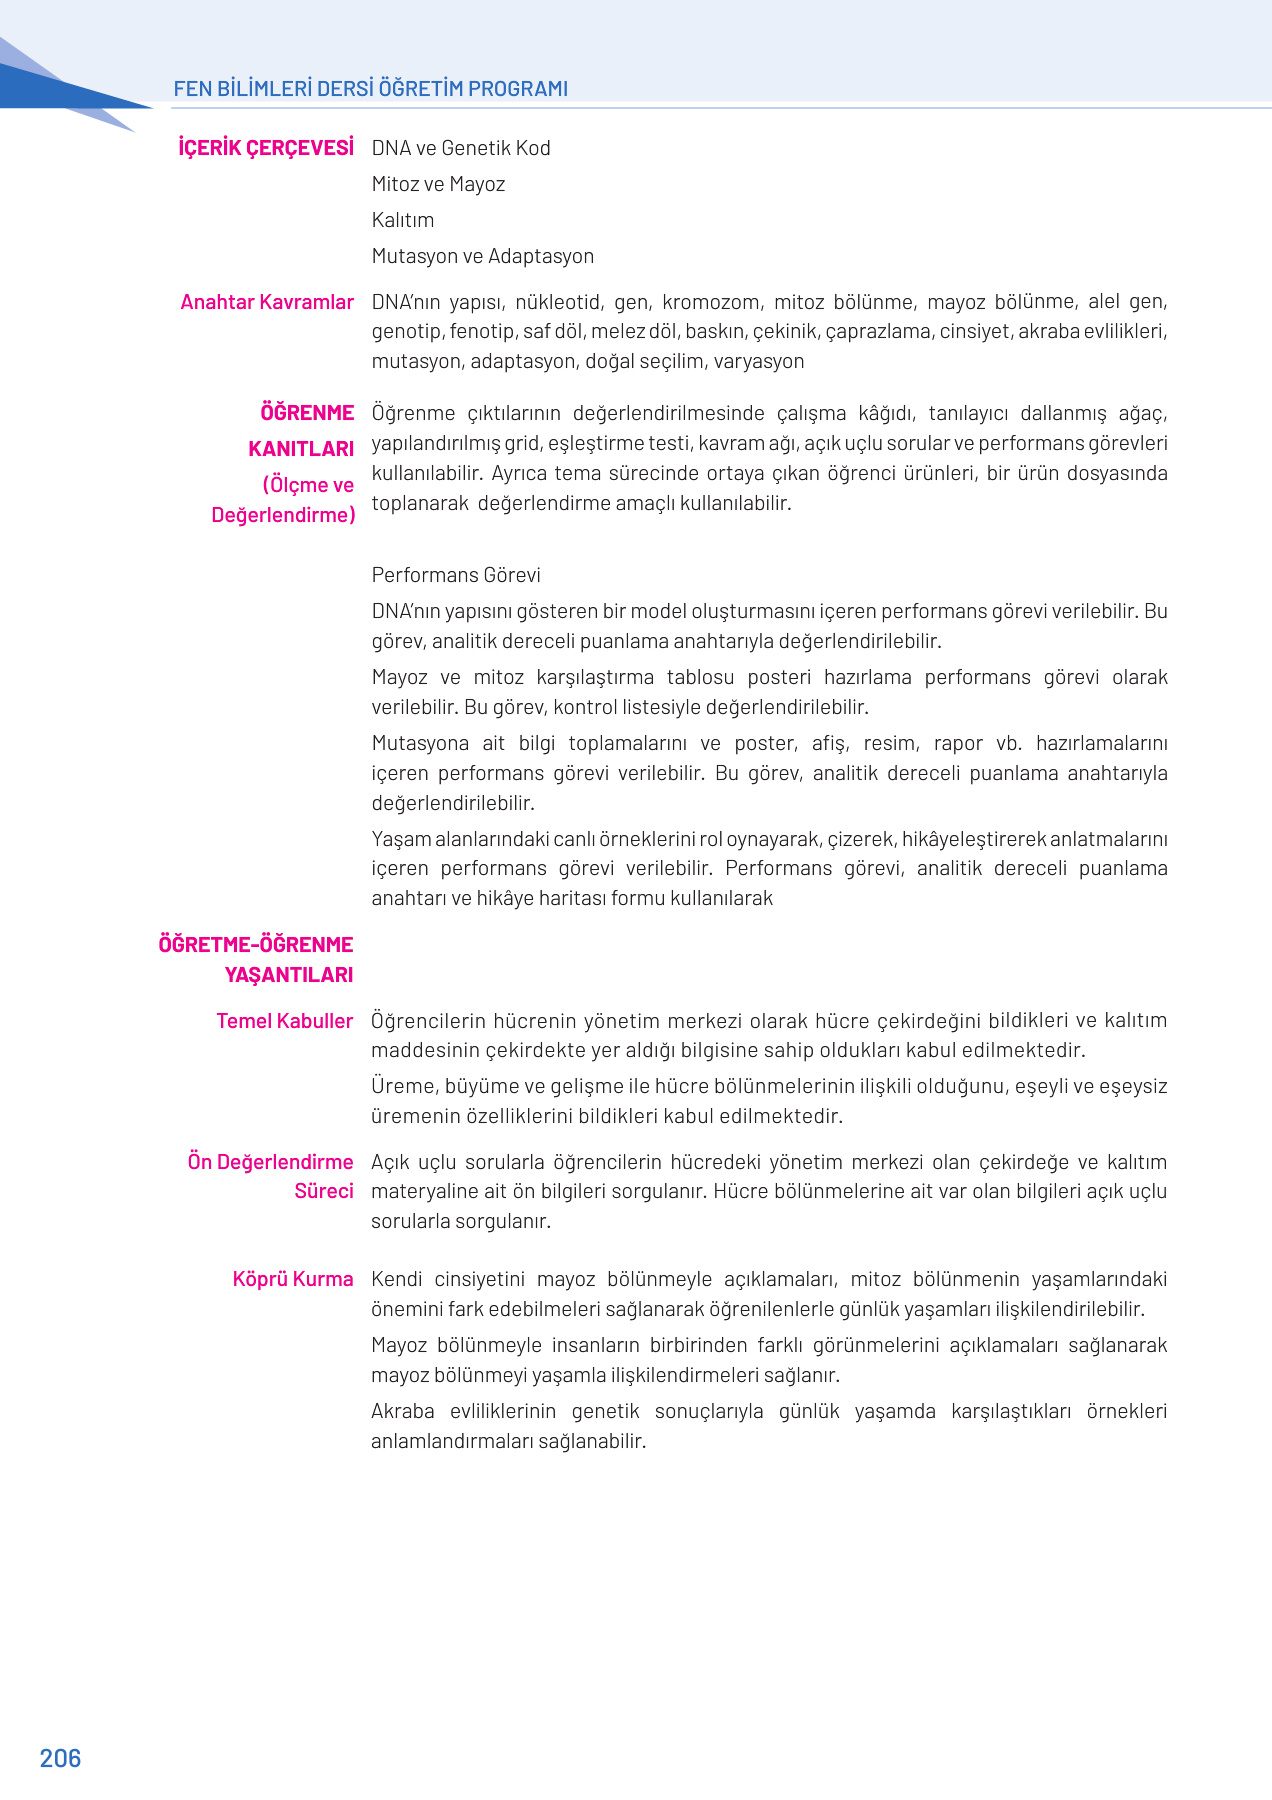 FEN BİLİMLERİ DERSİ ÖĞRETİM PROGRAMI
İÇERİK ÇERÇEVESİ DNA ve Genetik Kod
Mitoz ve Mayoz
Kalıtım
Mutasyon ve Adaptasyon
Anahtar Kavramlar DNA’nın yapısı, nükleotid, gen, kromozom, mitoz bölünme, mayoz bölünme, alel gen,
genotip, fenotip, saf döl, melez döl, baskın, çekinik, çaprazlama, cinsiyet, akraba evlilikleri,
mutasyon, adaptasyon, doğal seçilim, varyasyon
ÖĞRENME
KANITLARI
(Ölçme ve
Değerlendirme)
Öğrenme çıktılarının değerlendirilmesinde çalışma kâğıdı, tanılayıcı dallanmış ağaç,
yapılandırılmış grid, eşleştirme testi, kavram ağı, açık uçlu sorular ve performans görevleri
kullanılabilir. Ayrıca tema sürecinde ortaya çıkan öğrenci ürünleri, bir ürün dosyasında
toplanarak değerlendirme amaçlı kullanılabilir.
Performans Görevi
DNA’nın yapısını gösteren bir model oluşturmasını içeren performans görevi verilebilir. Bu
görev, analitik dereceli puanlama anahtarıyla değerlendirilebilir.
Mayoz ve mitoz karşılaştırma tablosu posteri hazırlama performans görevi olarak
verilebilir. Bu görev, kontrol listesiyle değerlendirilebilir.
Mutasyona ait bilgi toplamalarını ve poster, afiş, resim, rapor vb. hazırlamalarını
içeren performans görevi verilebilir. Bu görev, analitik dereceli puanlama anahtarıyla
değerlendirilebilir.
Yaşam alanlarındaki canlı örneklerini rol oynayarak, çizerek, hikâyeleştirerek anlatmalarını
içeren performans görevi verilebilir. Performans görevi, analitik dereceli puanlama
anahtarı ve hikâye haritası formu kullanılarak
ÖĞRETME-ÖĞRENME
YAŞANTILARI
Temel Kabuller Öğrencilerin hücrenin yönetim merkezi olarak hücre çekirdeğini bildikleri ve kalıtım
maddesinin çekirdekte yer aldığı bilgisine sahip oldukları kabul edilmektedir.
Üreme, büyüme ve gelişme ile hücre bölünmelerinin ilişkili olduğunu, eşeyli ve eşeysiz
üremenin özelliklerini bildikleri kabul edilmektedir.
Ön Değerlendirme
Süreci
Açık uçlu sorularla öğrencilerin hücredeki yönetim merkezi olan çekirdeğe ve kalıtım
materyaline ait ön bilgileri sorgulanır. Hücre bölünmelerine ait var olan bilgileri açık uçlu
sorularla sorgulanır.
Köprü Kurma Kendi cinsiyetini mayoz bölünmeyle açıklamaları, mitoz bölünmenin yaşamlarındaki
önemini fark edebilmeleri sağlanarak öğrenilenlerle günlük yaşamları ilişkilendirilebilir.
Mayoz bölünmeyle insanların birbirinden farklı görünmelerini açıklamaları sağlanarak
mayoz bölünmeyi yaşamla ilişkilendirmeleri sağlanır.
Akraba evliliklerinin genetik sonuçlarıyla günlük yaşamda karşılaştıkları örnekleri
anlamlandırmaları sağlanabilir.
206